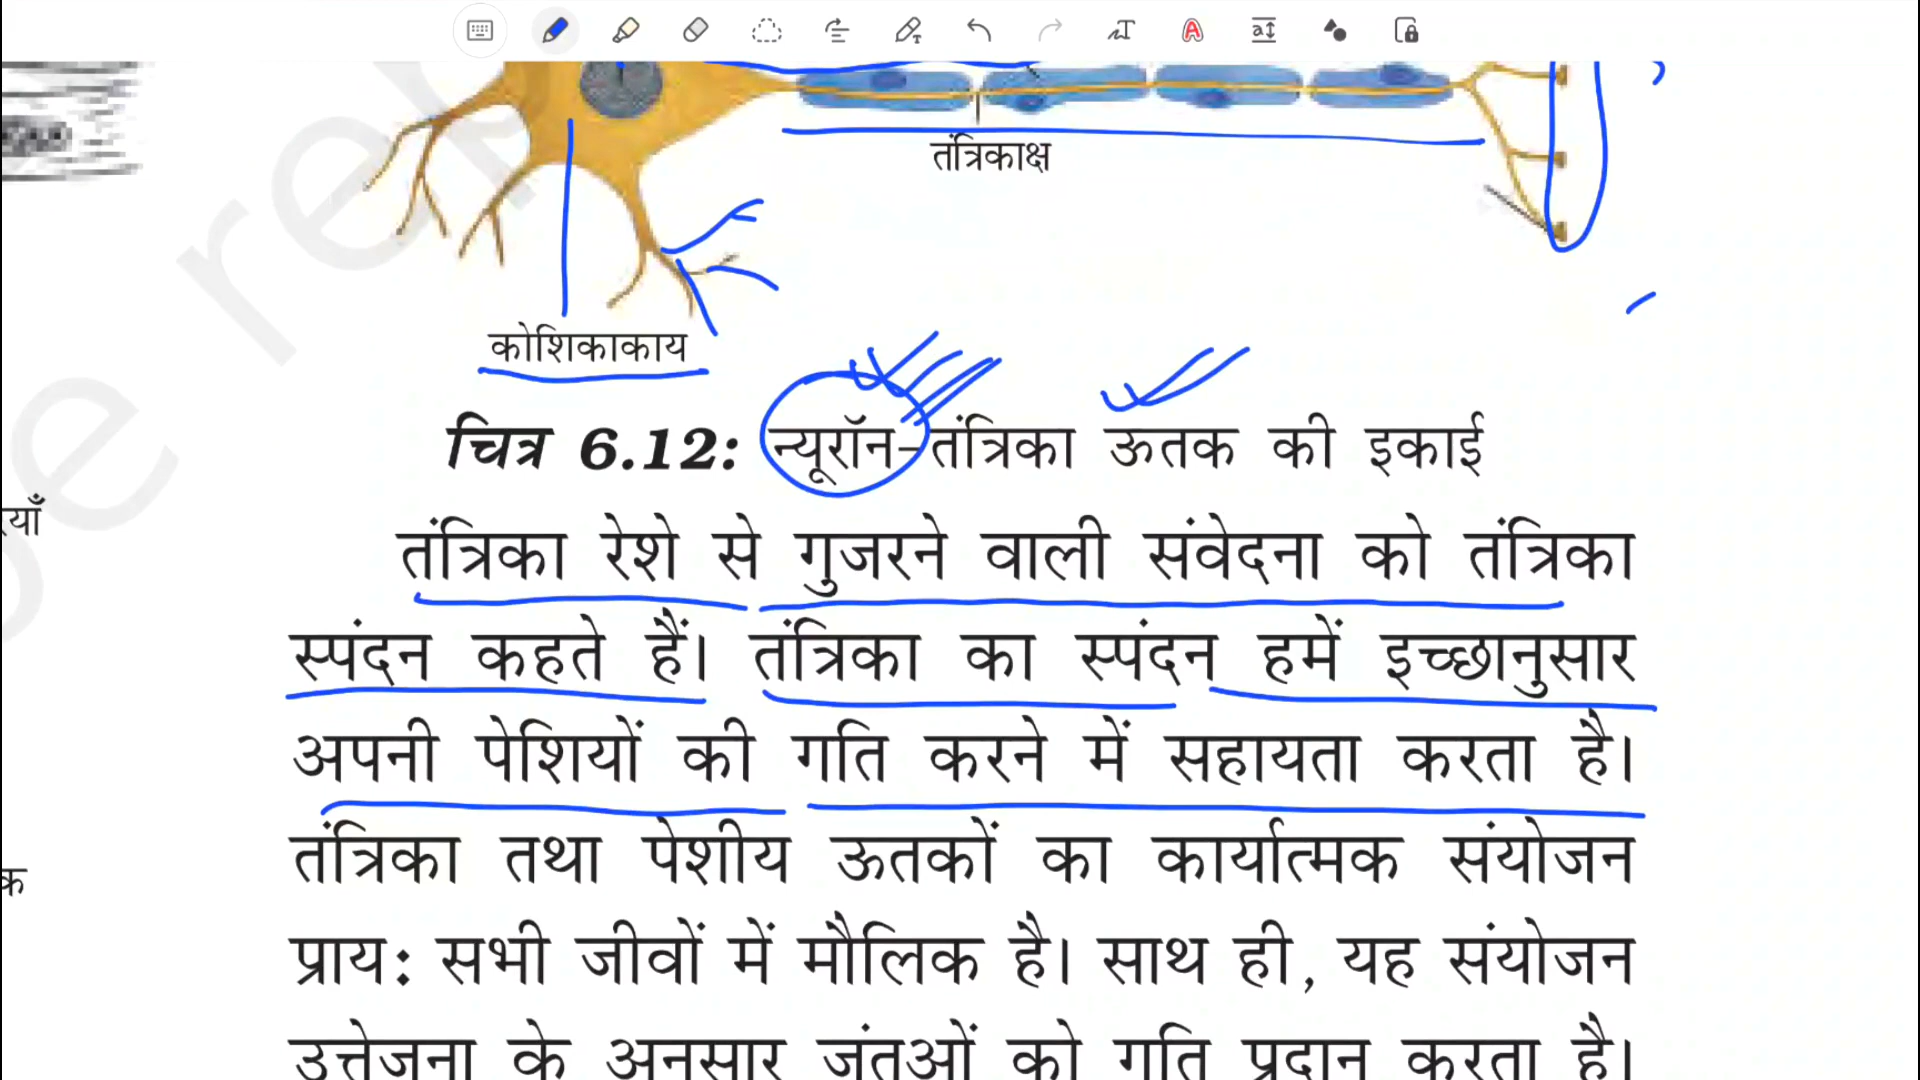 तंत्रिकाक्ष
कोशिकाकाय
चित्र 6.12: न्यूरॉन-तंत्रिका ऊतक की इकाई
तंत्रिका रेशे से गुजरने वाली संवेदना को तंत्रिका
स्पंदन कहते हैं। तंत्रिका का स्पंदन हमें इच्छानुसार
अपनी पेशियों की गति करने में सहायता करता है।
तंत्रिका तथा पेशीय ऊतकों का कार्यात्मक संयोजन
प्राय: सभी जीवों में मौलिक है। साथ ही, यह संयोजन
उत्तेजना के अनुसार जंतुओं को गति प्रदान करता है।